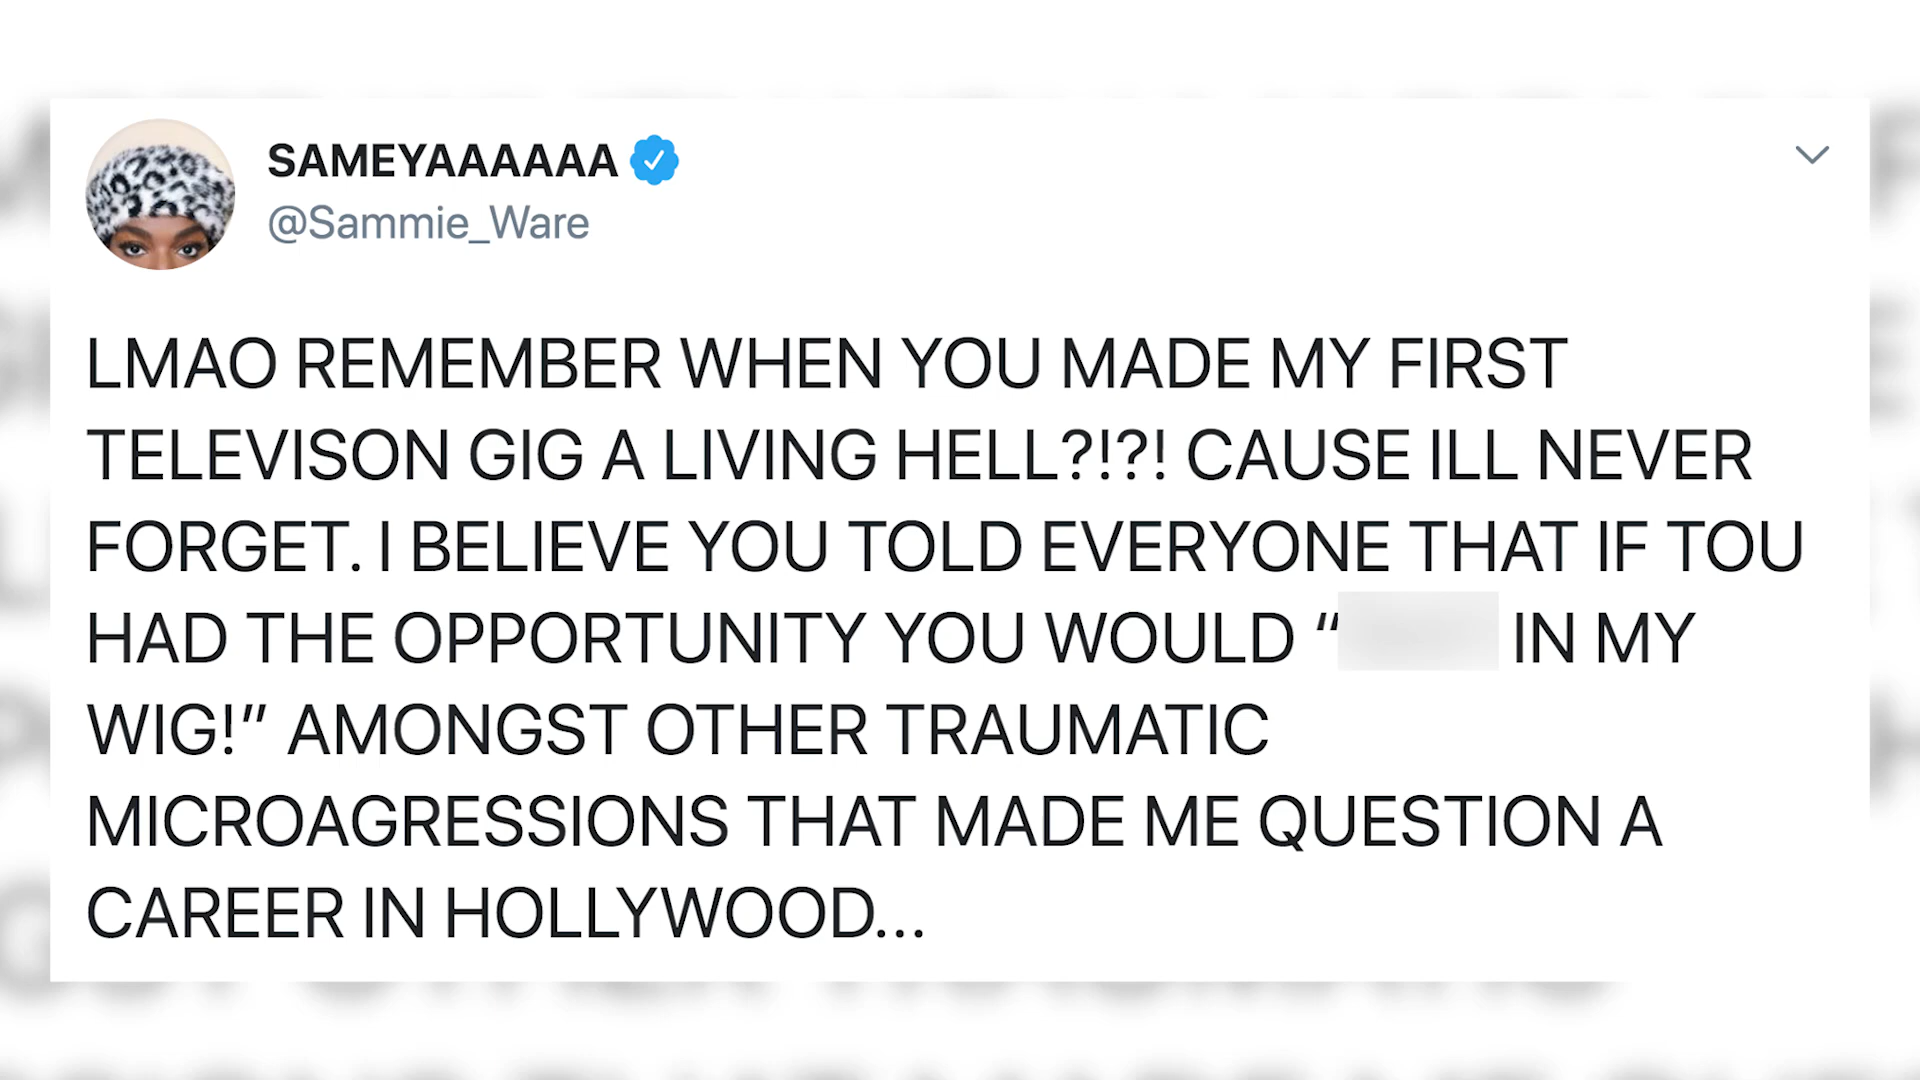 SAMEYAAAAAA
@Sammie_Ware
LMAO REMEMBER WHEN YOU MADE MY FIRST
TELEVISON GIG A LIVING HELL?!?! CAUSE ILL NEVER
FORGET. I BELIEVE YOU TOLD EVERYONE THAT IF TOU
HAD THE OPPORTUNITY YOU WOULD “ IN MY
WIG!” AMONGST OTHER TRAUMATIC
MICROAGRESSIONS THAT MADE ME QUESTION A
CAREER IN HOLLYWOOD...